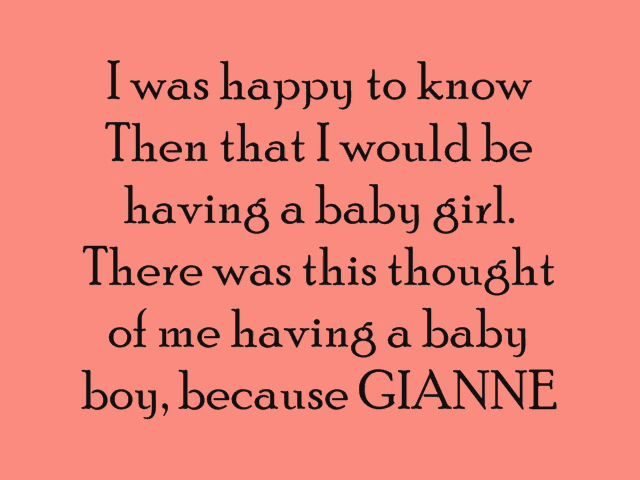 I was happy to know
Then that I would be
having a baby girl.
There was this thought
of me having a baby
boy, because GIANNE